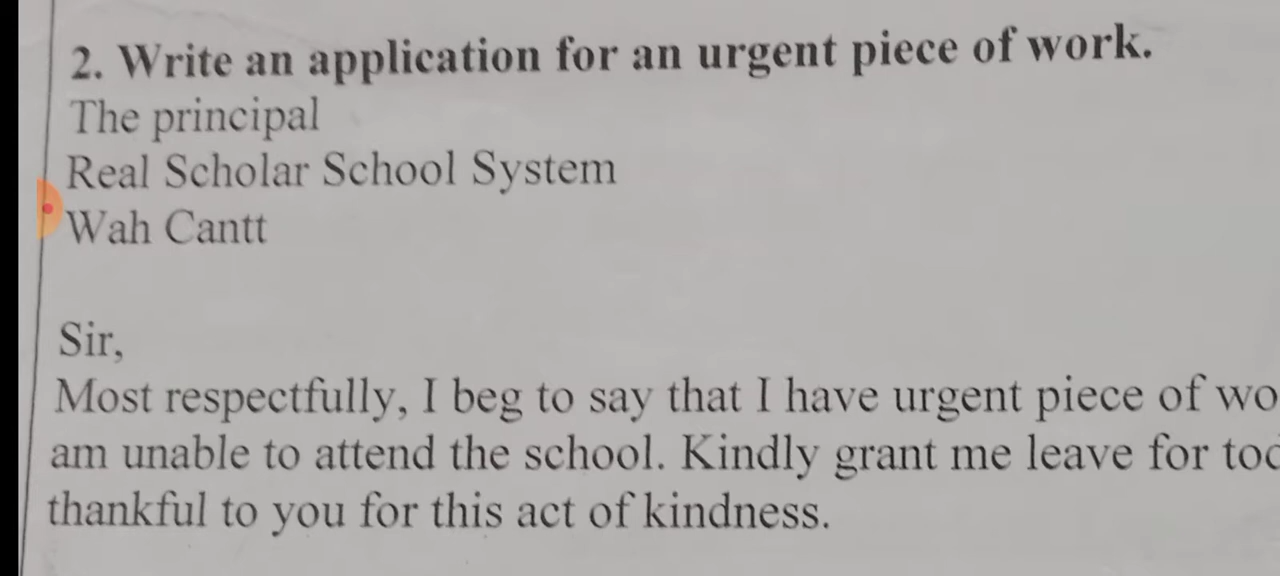 2. Write an application for an urgent piece of work.
The principal
Real Scholar School System
Wah Cantt
Sir,
Most respectfully, I beg to say that I have urgent piece of
am unable to attend the school. Kindly grant me leave for
thankful to you for this act of kindness.